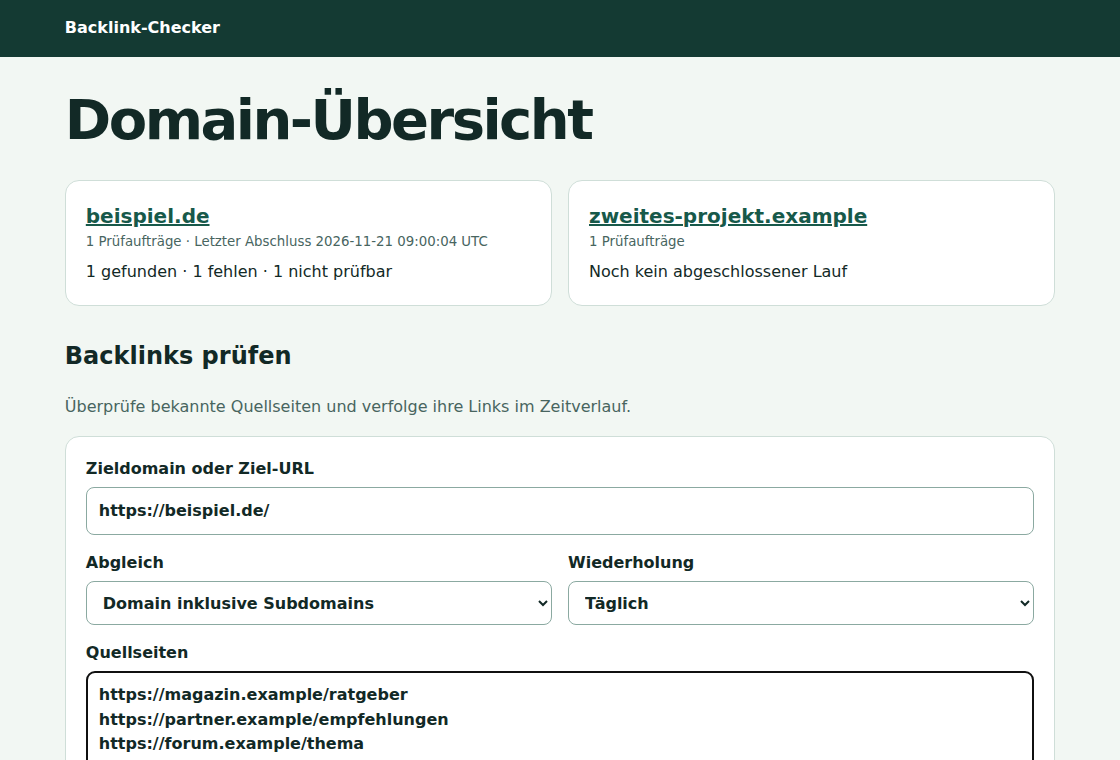 Backlink-Checker
Domain-Übersicht
beispiel.de
1 Prüfaufträge · Letzter Abschluss 2026-11-21 09:00:04 UTC
1 gefunden · 1 fehlen · 1 nicht prüfbar
zweites-projekt.example
1 Prüfaufträge
Noch kein abgeschlossener Lauf
Backlinks prüfen
Überprüfe bekannte Quellseiten und verfolge ihre Links im Zeitverlauf.
Zieldomain oder Ziel-URL
https://beispiel.de/
Abgleich
Domain inklusive Subdomains
Wiederholung
Täglich
Quellseiten
https://magazin.example/ratgeber
https://partner.example/empfehlungen
https://forum.example/thema